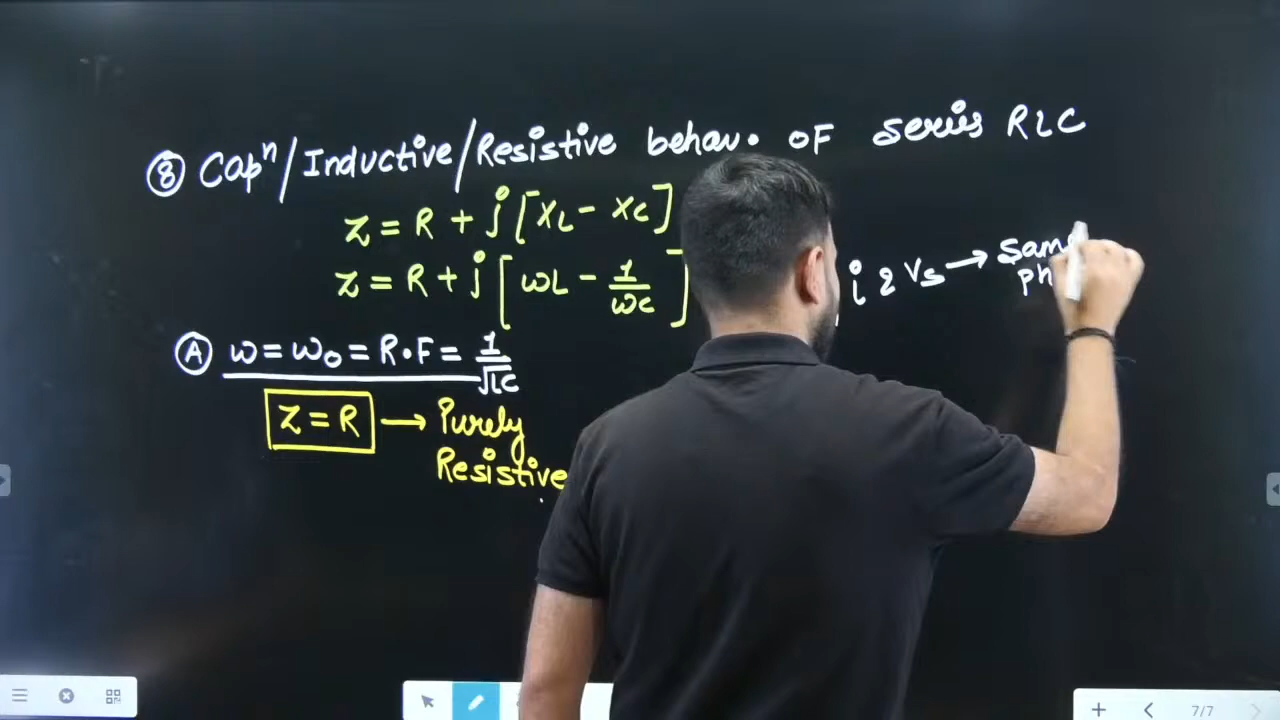 ⑧ Capⁿ/Inductive/Resistive behav. OF series RLC
Z = R + j[XL - XC]
Z = R + j[ωL - 1/ωC]
i & Vs → Same
ph
Ⓐ ω = ω₀ = R.F = 1/√LC
Z = R → Purely
Resistive
7/7